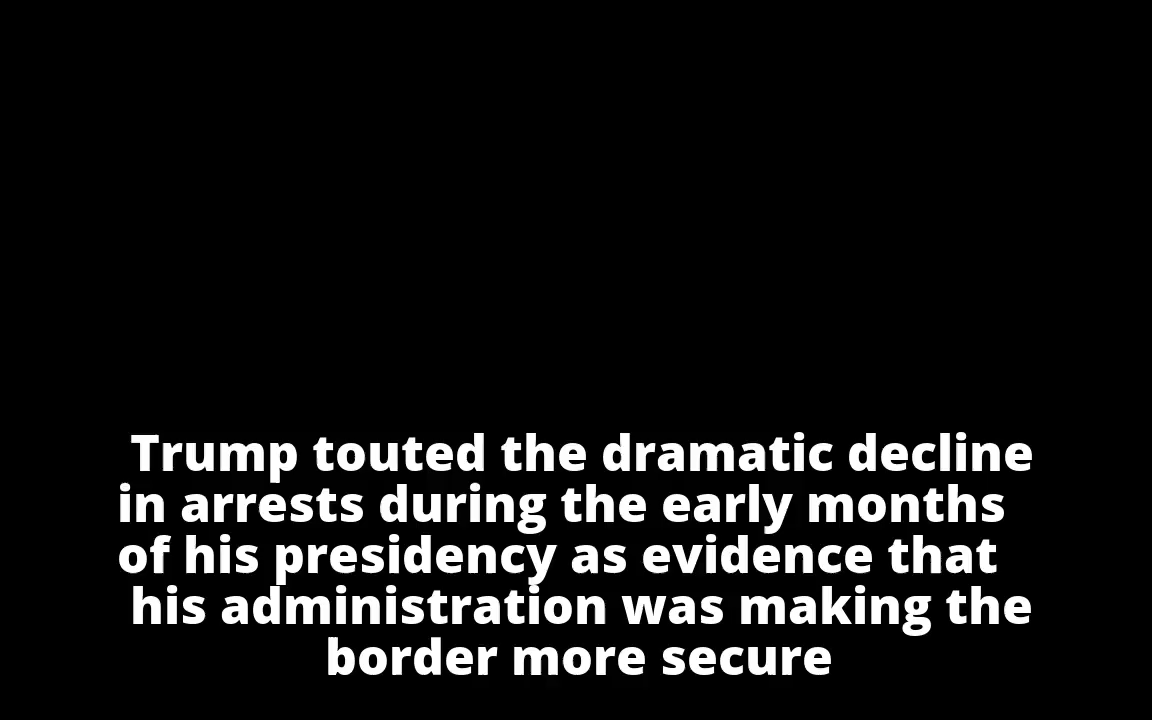 Trump touted the dramatic decline
in arrests during the early months
of his presidency as evidence that
his administration was making the
border more secure